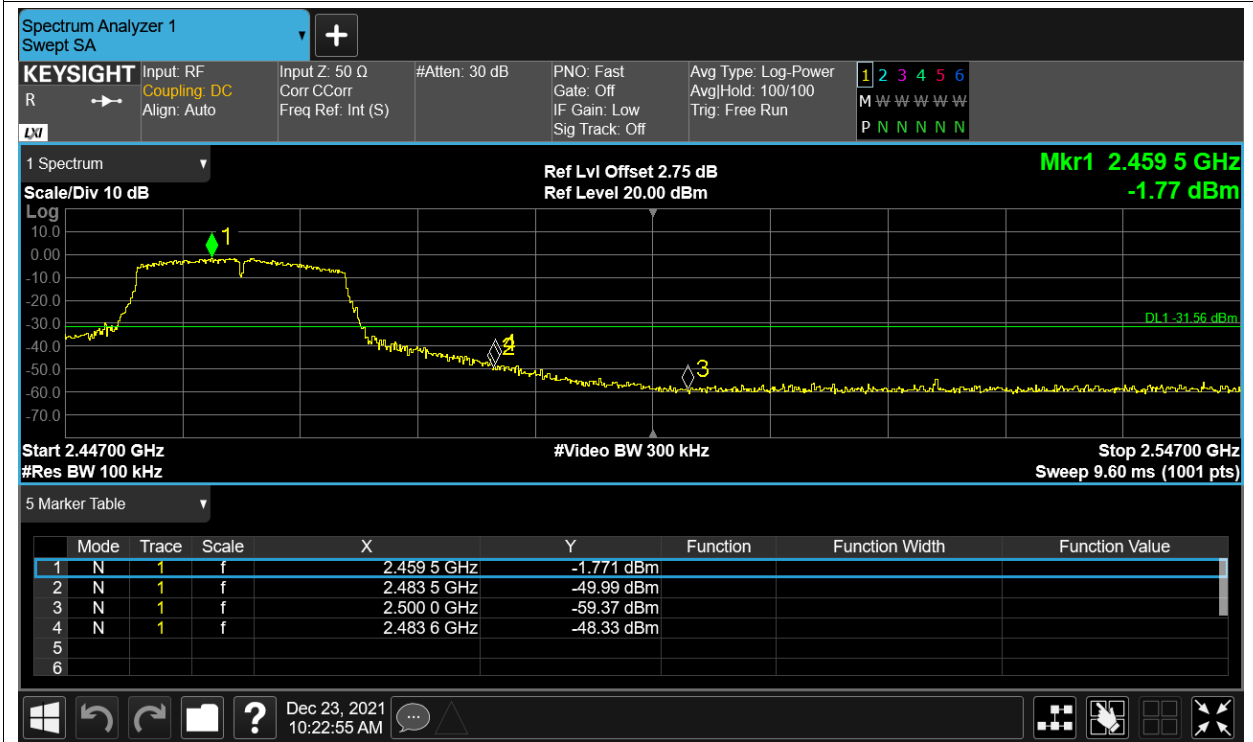 Spectrum Analyzer 1
Swept SA
KEYSIGHT Input: RF Input Z: 50 Ω #Atten: 30 dB PNO: Fast Avg Type: Log-Power 1 2 3 4 5 6
R Coupling: DC Corr CCorr Gate: Off Avg|Hold: 100/100 M W W W W W
Align: Auto Freq Ref: Int (S) IF Gain: Low Trig: Free Run
LXI Sig Track: Off P N N N N N
1 Spectrum Ref Lvl Offset 2.75 dB Mkr1 2.459 5 GHz
Scale/Div 10 dB Ref Level 20.00 dBm -1.77 dBm
Log
10.0
1
0.00
-10.0
-20.0
-30.0 DL1 -31.56 dBm
-40.0 2 4
-50.0 3
-60.0
-70.0
Start 2.44700 GHz #Video BW 300 kHz Stop 2.54700 GHz
#Res BW 100 kHz Sweep 9.60 ms (1001 pts)
5 Marker Table
Mode Trace Scale X Y Function Function Width Function Value
1 N 1 f 2.459 5 GHz -1.771 dBm
2 N 1 f 2.483 5 GHz -49.99 dBm
3 N 1 f 2.500 0 GHz -59.37 dBm
4 N 1 f 2.483 6 GHz -48.33 dBm
5
6
? Dec 23, 2021
10:22:55 AM